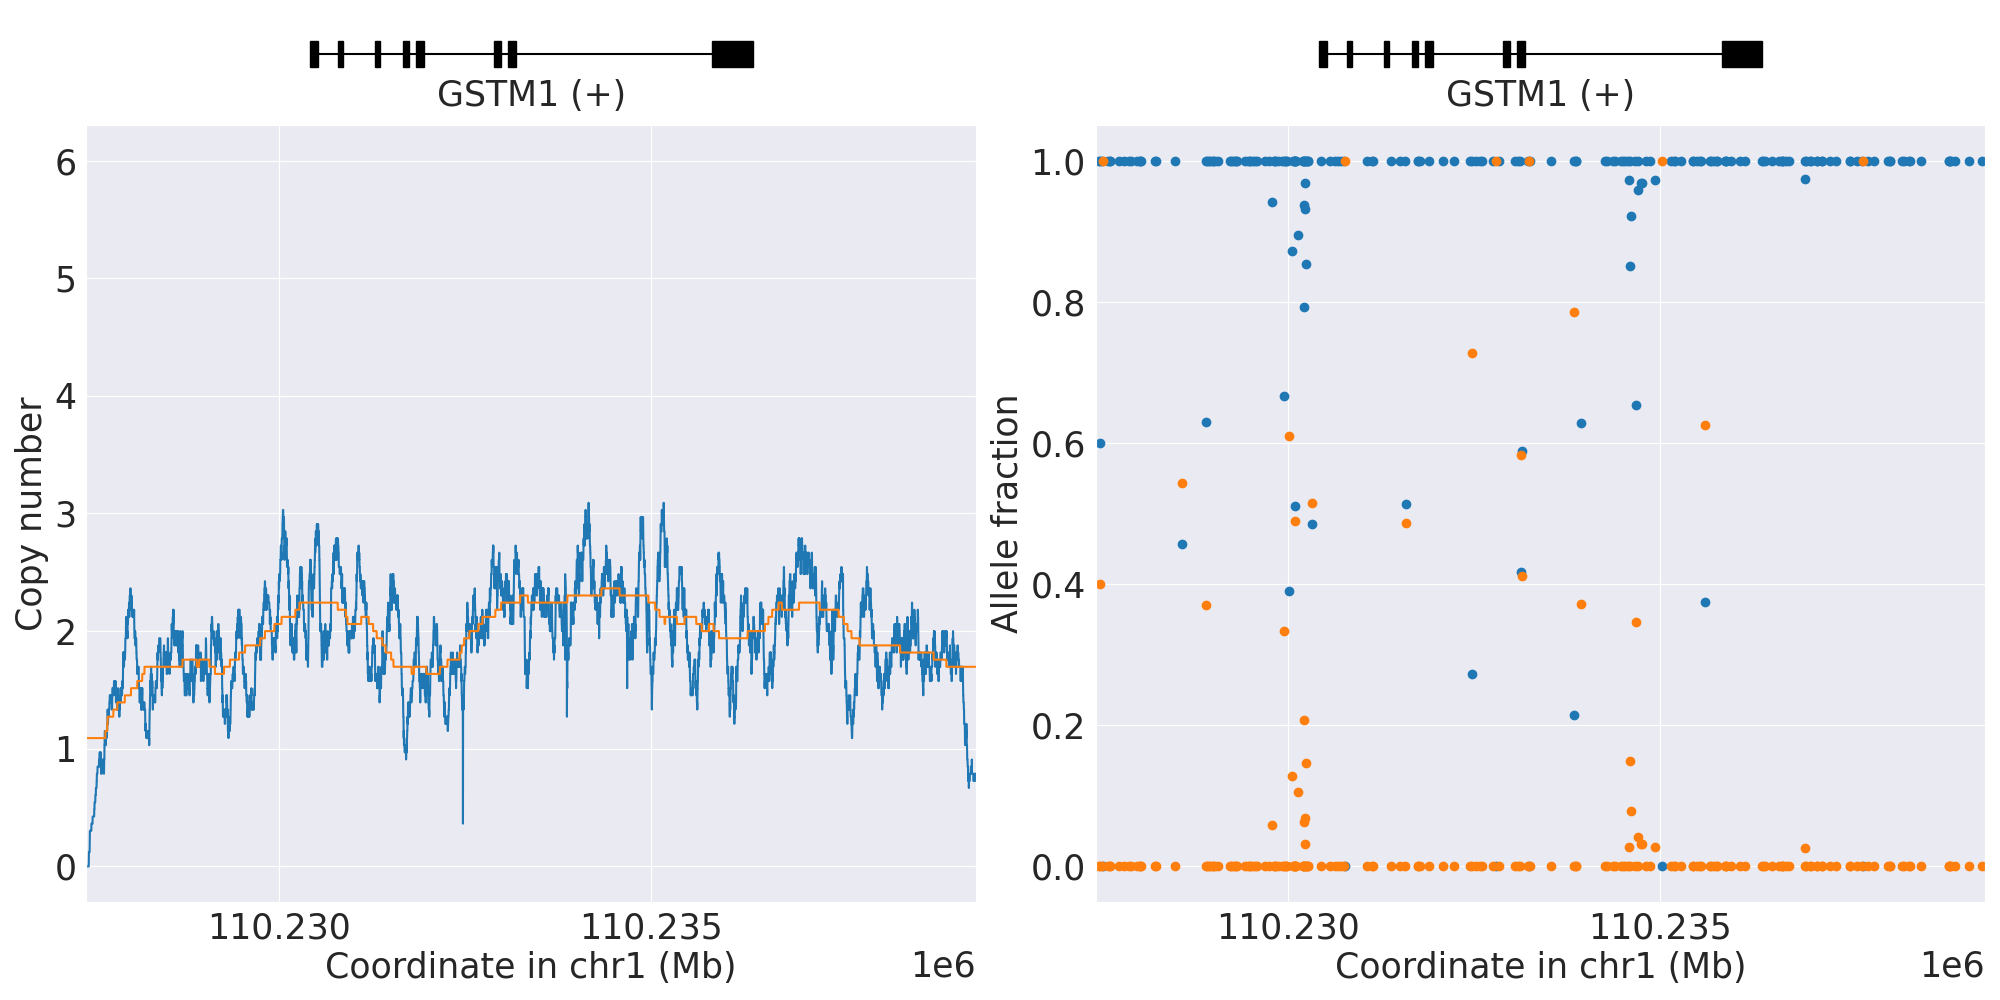 GSTM1 (+)
6
5
4
3
2
1
0
Copy number
110.230
110.235
Coordinate in chr1 (Mb)
1e6
GSTM1 (+)
1.0
0.8
0.6
0.4
0.2
0.0
Allele fraction
110.230
110.235
Coordinate in chr1 (Mb)
1e6